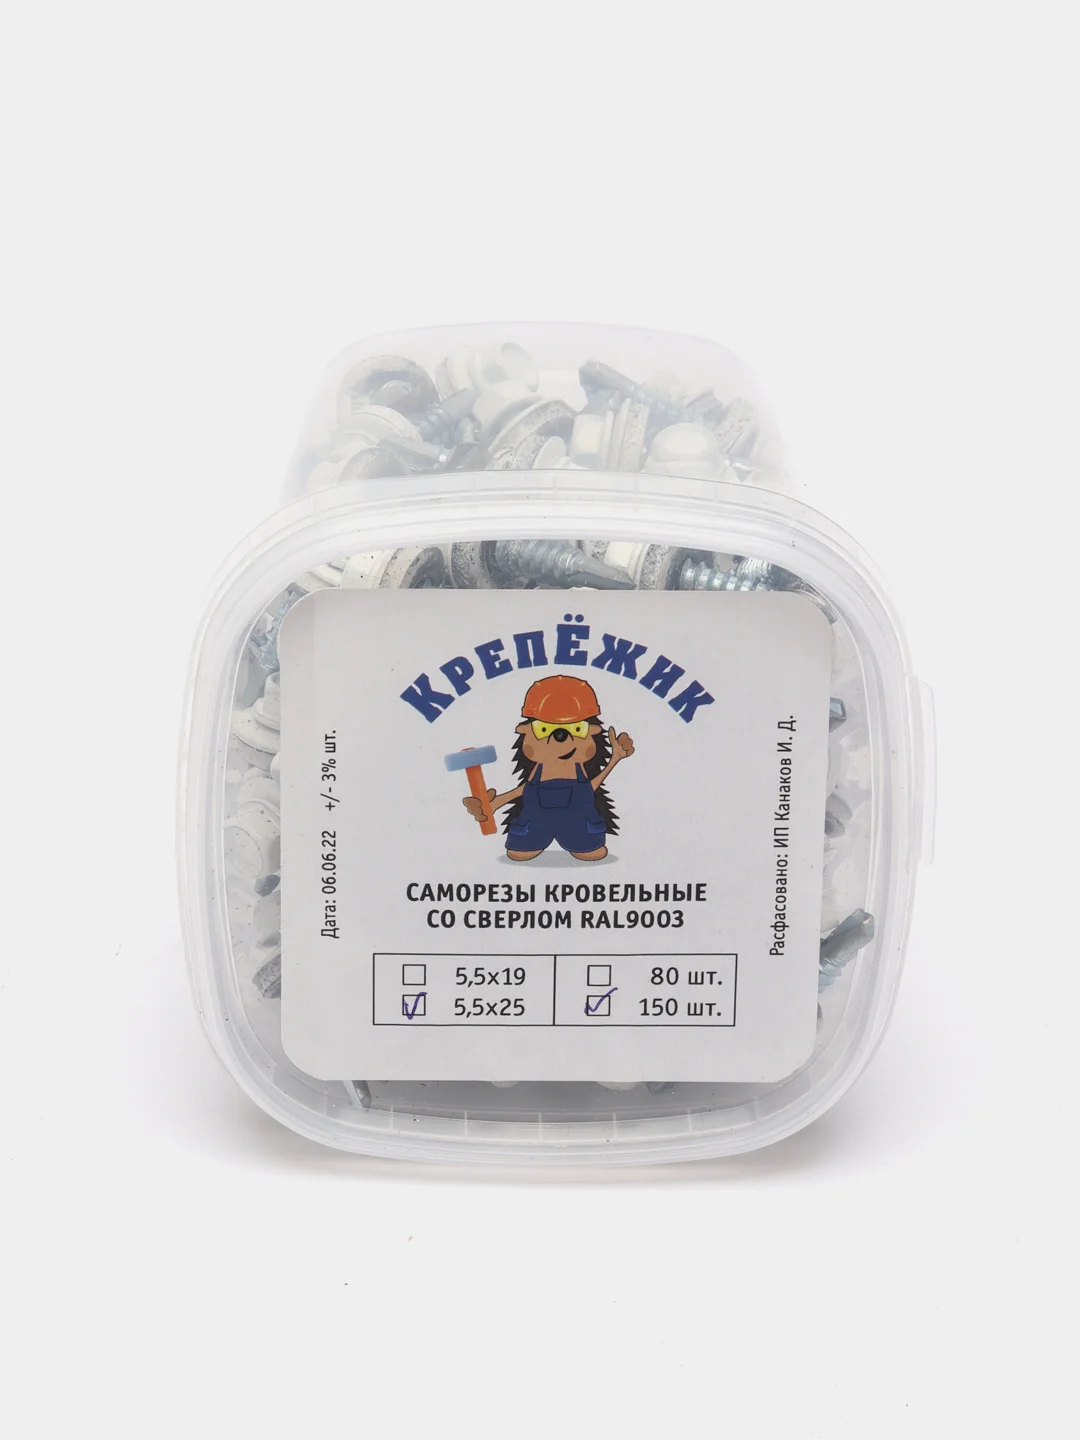 КРЕПЁЖИК
Дата: 06.06.22 +/- 3% шт.
Расфасовано: ИП Канаков И. Д.
САМОРЕЗЫ КРОВЕЛЬНЫЕ
СО СВЕРЛОМ RAL9003
5,5х19 80 шт.
5,5х25 150 шт.